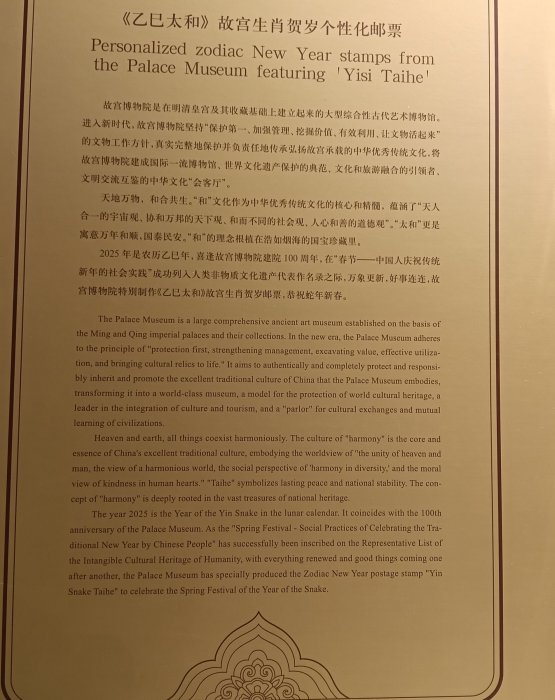 《乙巳太和》故宫生肖贺岁个性化邮票
Personalized zodiac New Year stamps from
the Palace Museum featuring 'Yisi Taihe'
故宫博物院是在明清皇宫及其收藏基础上建立起来的大型综合性古代艺术博物馆。
进入新时代，故宫博物院坚持“保护第一、加强管理、挖掘价值、有效利用、让文物活起来”
的文物工作方针，真实完整地保护并负责任地传承弘扬故宫承载的中华优秀传统文化，将
故宫博物院建成国际一流博物馆、世界文化遗产保护的典范、文化和旅游融合的引领者、
文明交流互鉴的中华文化“会客厅”。
天地万物，和合共生。“和”文化作为中华优秀传统文化的核心和精髓，蕴涵了“天人
合一的宇宙观、协和万邦的天下观、和而不同的社会观、人心和善的道德观”。“太和”更是
寓意万年和顺，国泰民安。“和”的理念根植在浩如烟海的国宝珍藏里。
2025 年是农历乙巳年，喜逢故宫博物院建院 100 周年，在“春节——中国人庆祝传统
新年的社会实践”成功列入人类非物质文化遗产代表作名录之际，万象更新，好事连连，故
宫博物院特别制作《乙巳太和》故宫生肖贺岁邮票，恭祝蛇年新春。
The Palace Museum is a large comprehensive ancient art museum established on the basis of
the Ming and Qing imperial palaces and their collections. In the new era, the Palace Museum adheres
to the principle of "protection first, strengthening management, excavating value, effective utiliza-
tion, and bringing cultural relics to life." It aims to authentically and completely protect and responsi-
bly inherit and promote the excellent traditional culture of China that the Palace Museum embodies,
transforming it into a world-class museum, a model for the protection of world cultural heritage, a
leader in the integration of culture and tourism, and a "parlor" for cultural exchanges and mutual
learning of civilizations.
Heaven and earth, all things coexist harmoniously. The culture of "harmony" is the core and
essence of China's excellent traditional culture, embodying the worldview of "the unity of heaven and
man, the view of a harmonious world, the social perspective of 'harmony in diversity,' and the moral
view of kindness in human hearts." "Taihe" symbolizes lasting peace and national stability. The con-
cept of "harmony" is deeply rooted in the vast treasures of national heritage.
The year 2025 is the Year of the Yin Snake in the lunar calendar. It coincides with the 100th
anniversary of the Palace Museum. As the "Spring Festival - Social Practices of Celebrating the Tra-
ditional New Year by Chinese People" has successfully been inscribed on the Representative List of
the Intangible Cultural Heritage of Humanity, with everything renewed and good things coming one
after another, the Palace Museum has specially produced the Zodiac New Year postage stamp "Yin
Snake Taihe" to celebrate the Spring Festival of the Year of the Snake.